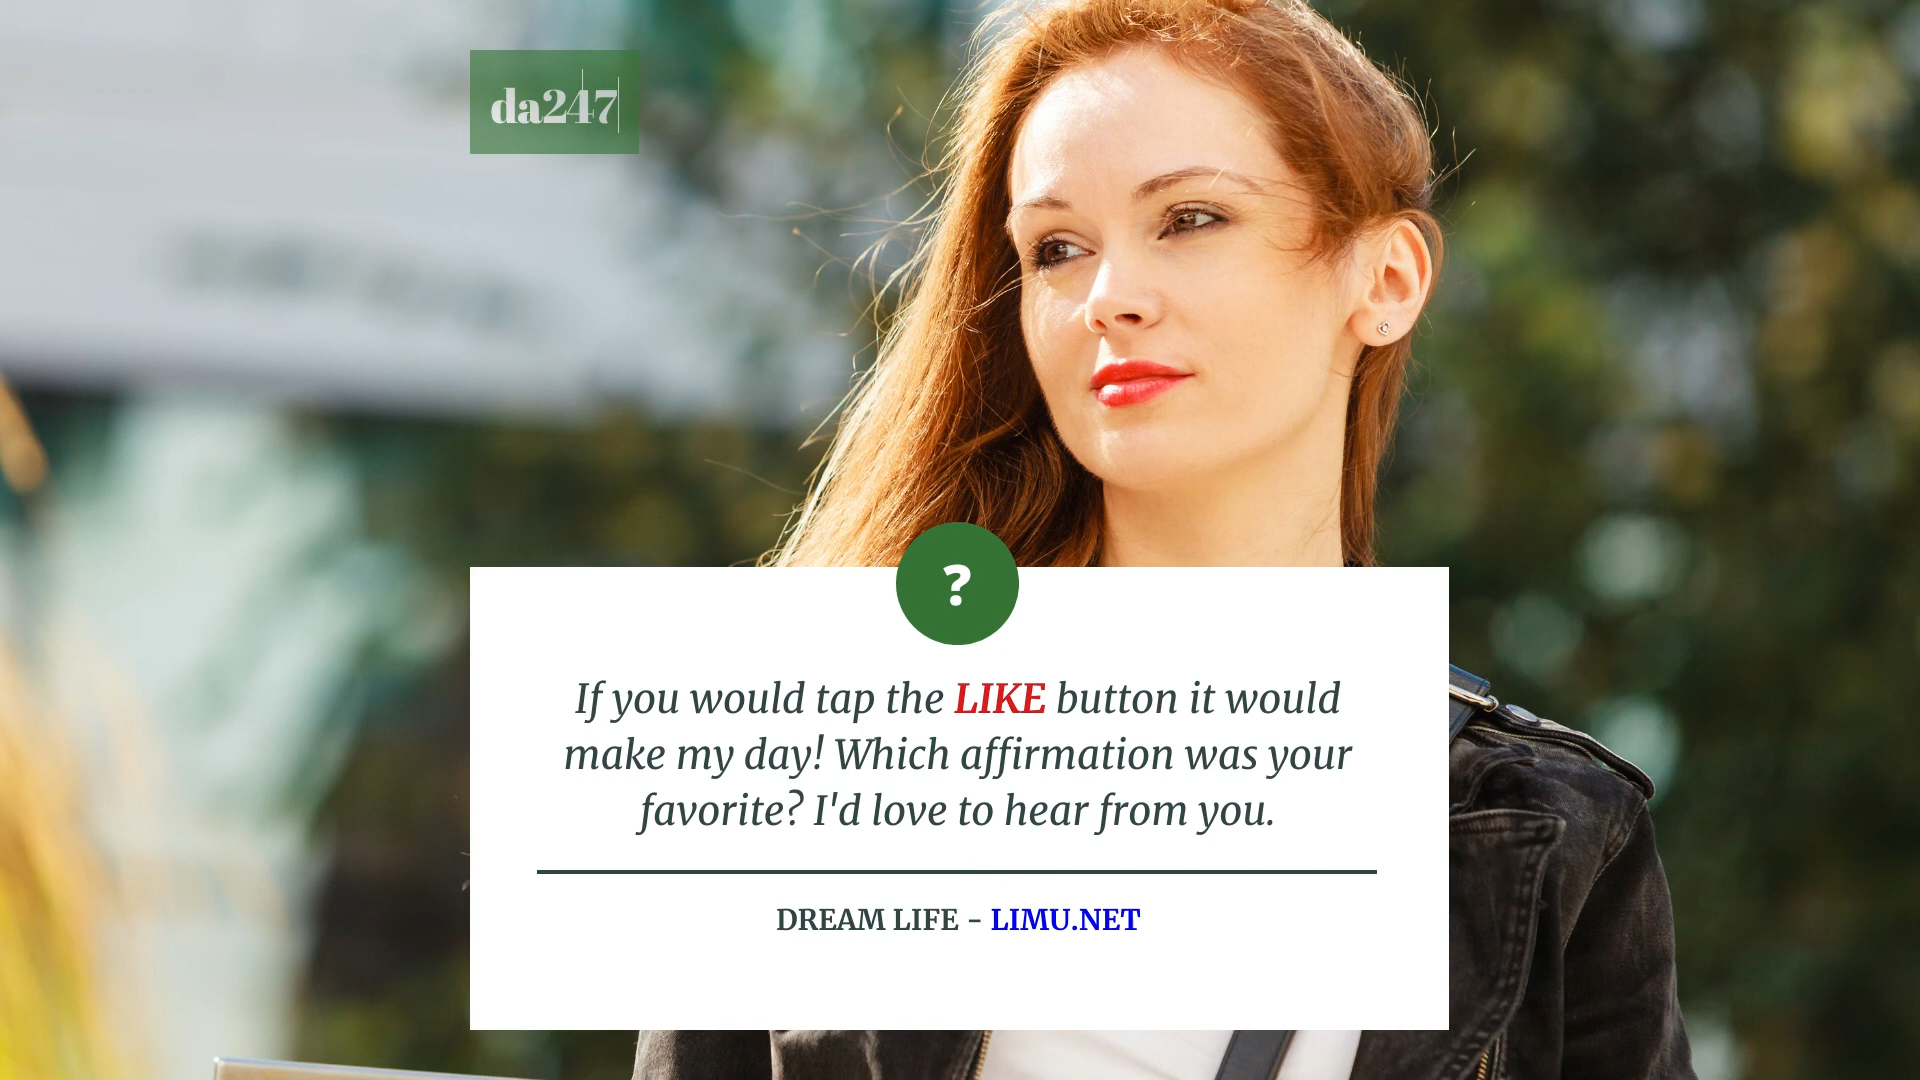 da247
?
If you would tap the LIKE button it would
make my day! Which affirmation was your
favorite? I'd love to hear from you.
DREAM LIFE - LIMU.NET